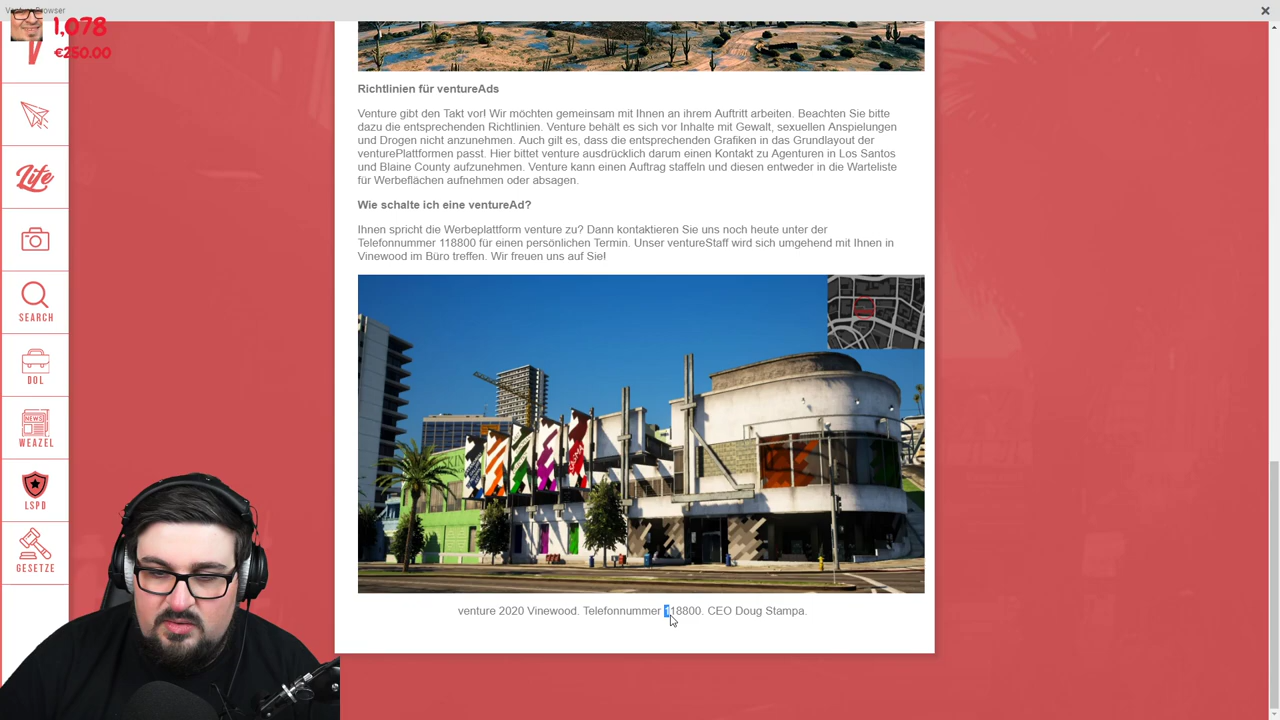 Browser
1,078
€250.00
Richtlinien für ventureAds
Venture gibt den Takt vor! Wir möchten gemeinsam mit Ihnen an ihrem Auftritt arbeiten. Beachten Sie bitte
dazu die entsprechenden Richtlinien. Venture behält es sich vor Inhalte mit Gewalt, sexuellen Anspielungen
und Drogen nicht anzunehmen. Auch gilt es, dass die entsprechenden Grafiken in das Grundlayout der
venturePlattformen passt. Hier bittet venture ausdrücklich darum einen Kontakt zu Agenturen in Los Santos
und Blaine County aufzunehmen. Venture kann einen Auftrag staffeln und diesen entweder in die Warteliste
für Werbeflächen aufnehmen oder absagen.
Wie schalte ich eine ventureAd?
Ihnen spricht die Werbeplattform venture zu? Dann kontaktieren Sie uns noch heute unter der
Telefonnummer 118800 für einen persönlichen Termin. Unser ventureStaff wird sich umgehend mit Ihnen in
Vinewood im Büro treffen. Wir freuen uns auf Sie!
venture 2020 Vinewood. Telefonnummer 118800. CEO Doug Stampa.
Life
SEARCH
DOL
NEWS
WEAZEL
LSPD
GESETZE